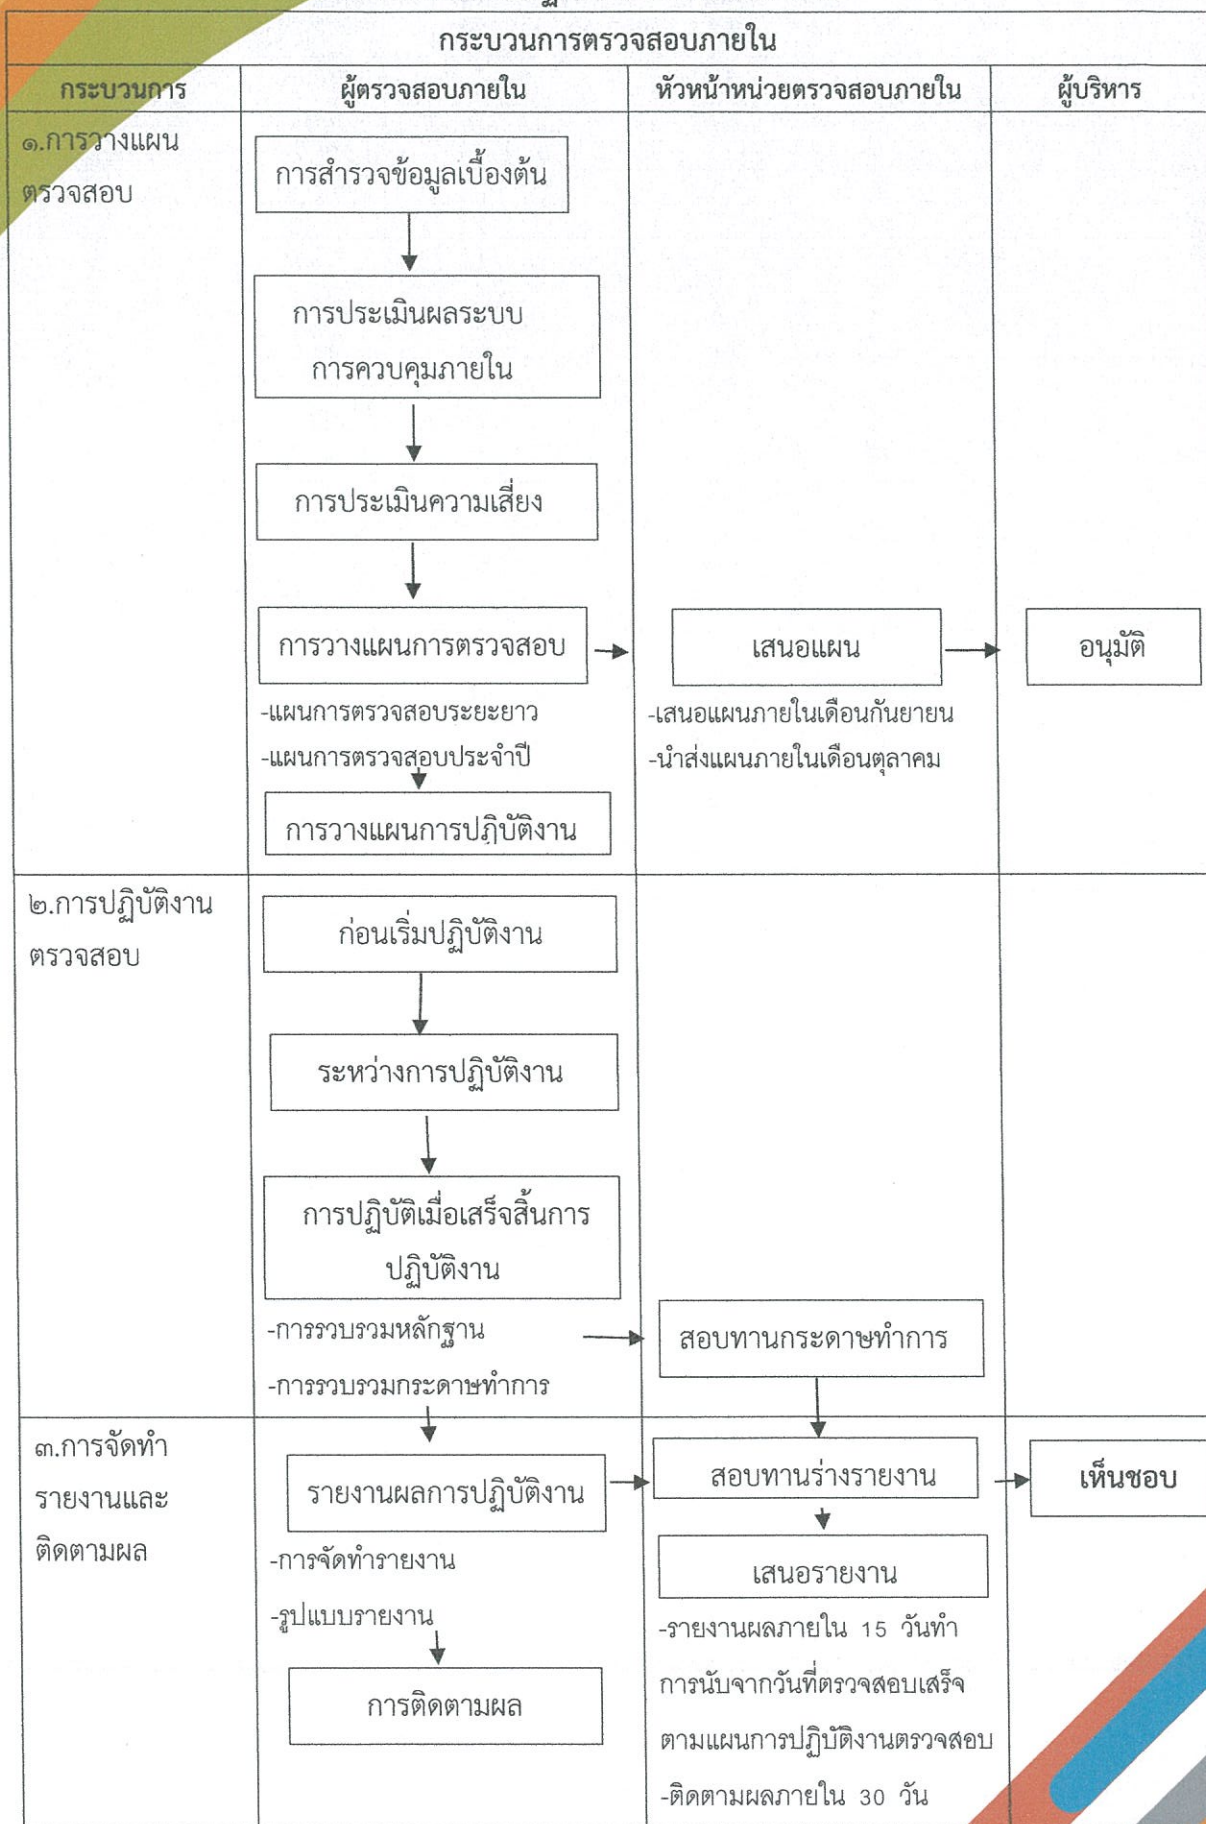 กระบวนการตรวจสอบภายใน
กระบวนการ
ผู้ตรวจสอบภายใน
หัวหน้าหน่วยตรวจสอบภายใน
ผู้บริหาร
๑.การวางแผน
ตรวจสอบ
การสำรวจข้อมูลเบื้องต้น
การประเมินผลระบบ
การควบคุมภายใน
การประเมินความเสี่ยง
การวางแผนการตรวจสอบ
เสนอแผน
อนุมัติ
-แผนการตรวจสอบระยะยาว
-แผนการตรวจสอบประจำปี
-เสนอแผนภายในเดือนกันยายน
-นำส่งแผนภายในเดือนตุลาคม
การวางแผนการปฏิบัติงาน
๒.การปฏิบัติงาน
ตรวจสอบ
ก่อนเริ่มปฏิบัติงาน
ระหว่างการปฏิบัติงาน
การปฏิบัติเมื่อเสร็จสิ้นการ
ปฏิบัติงาน
-การรวบรวมหลักฐาน
-การรวบรวมกระดาษทำการ
สอบทานกระดาษทำการ
๓.การจัดทำ
รายงานและ
ติดตามผล
รายงานผลการปฏิบัติงาน
สอบทานร่างรายงาน
เห็นชอบ
-การจัดทำรายงาน
-รูปแบบรายงาน
การติดตามผล
เสนอรายงาน
-รายงานผลภายใน 15 วันทำ
การนับจากวันที่ตรวจสอบเสร็จ
ตามแผนการปฏิบัติงานตรวจสอบ
-ติดตามผลภายใน 30 วัน